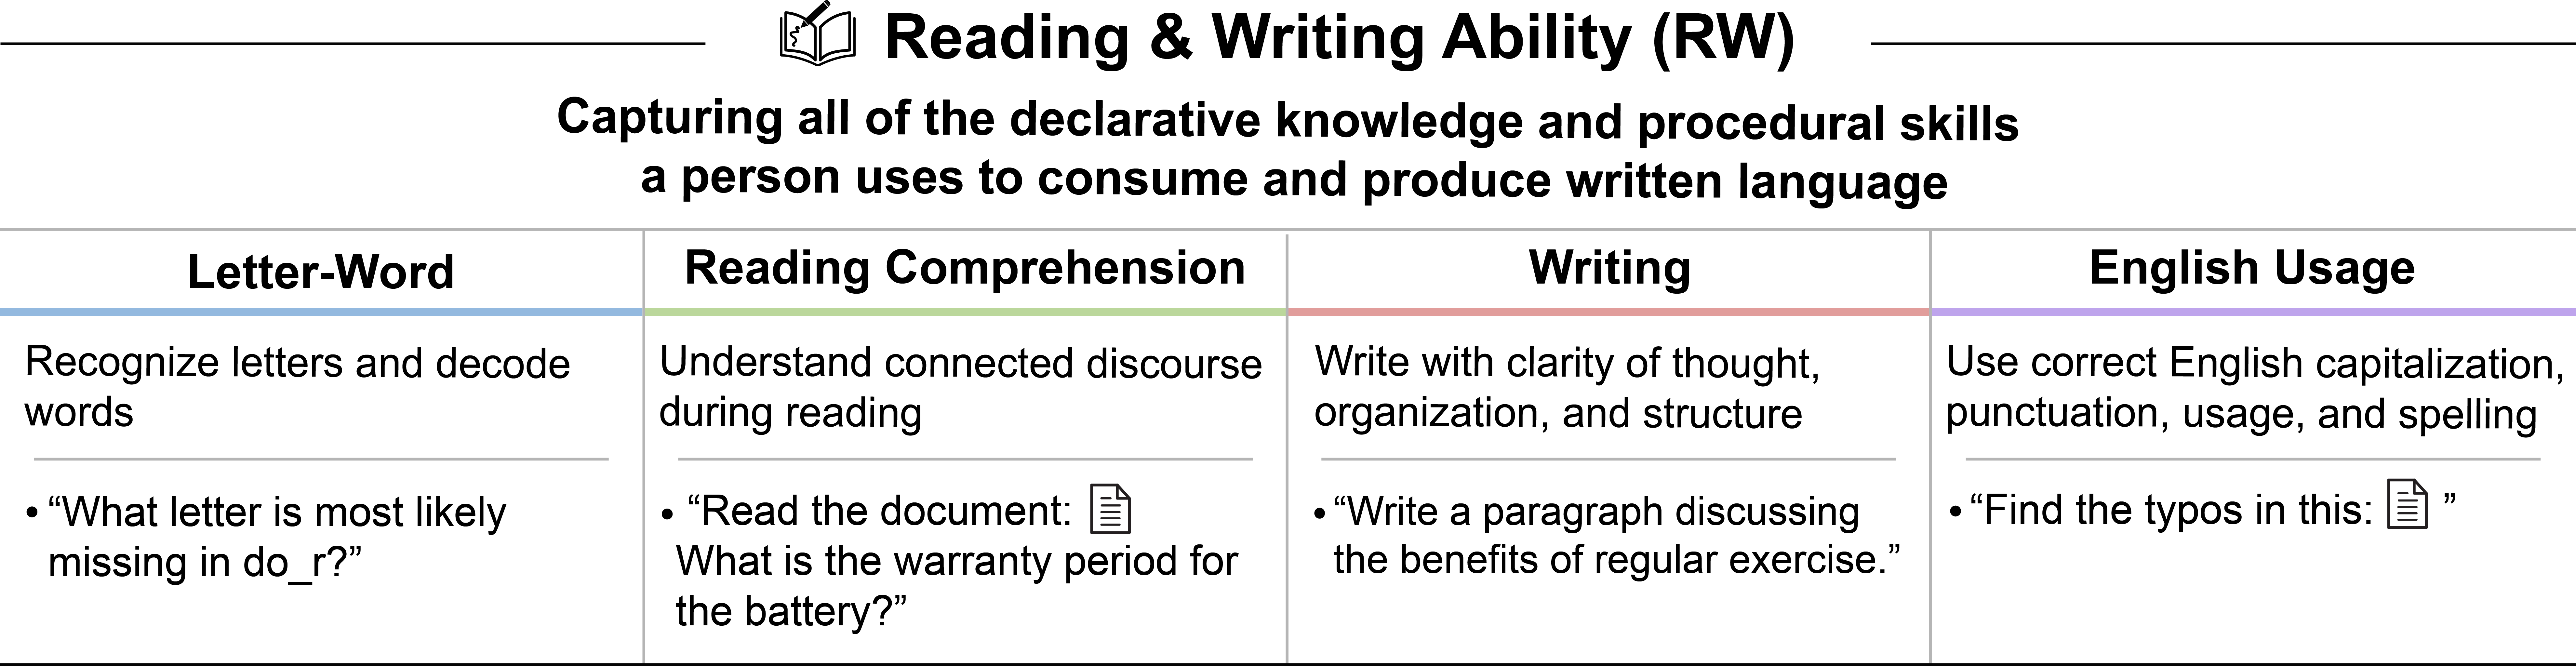 Reading & Writing Ability (RW)
Capturing all of the declarative knowledge and procedural skills
a person uses to consume and produce written language
Letter-Word
Recognize letters and decode
words
• “What letter is most likely
missing in do_r?”
Reading Comprehension
Understand connected discourse
during reading
• “Read the document:
What is the warranty period for
the battery?”
Writing
Write with clarity of thought,
organization, and structure
• “Write a paragraph discussing
the benefits of regular exercise.”
English Usage
Use correct English capitalization,
punctuation, usage, and spelling
• “Find the typos in this: ”